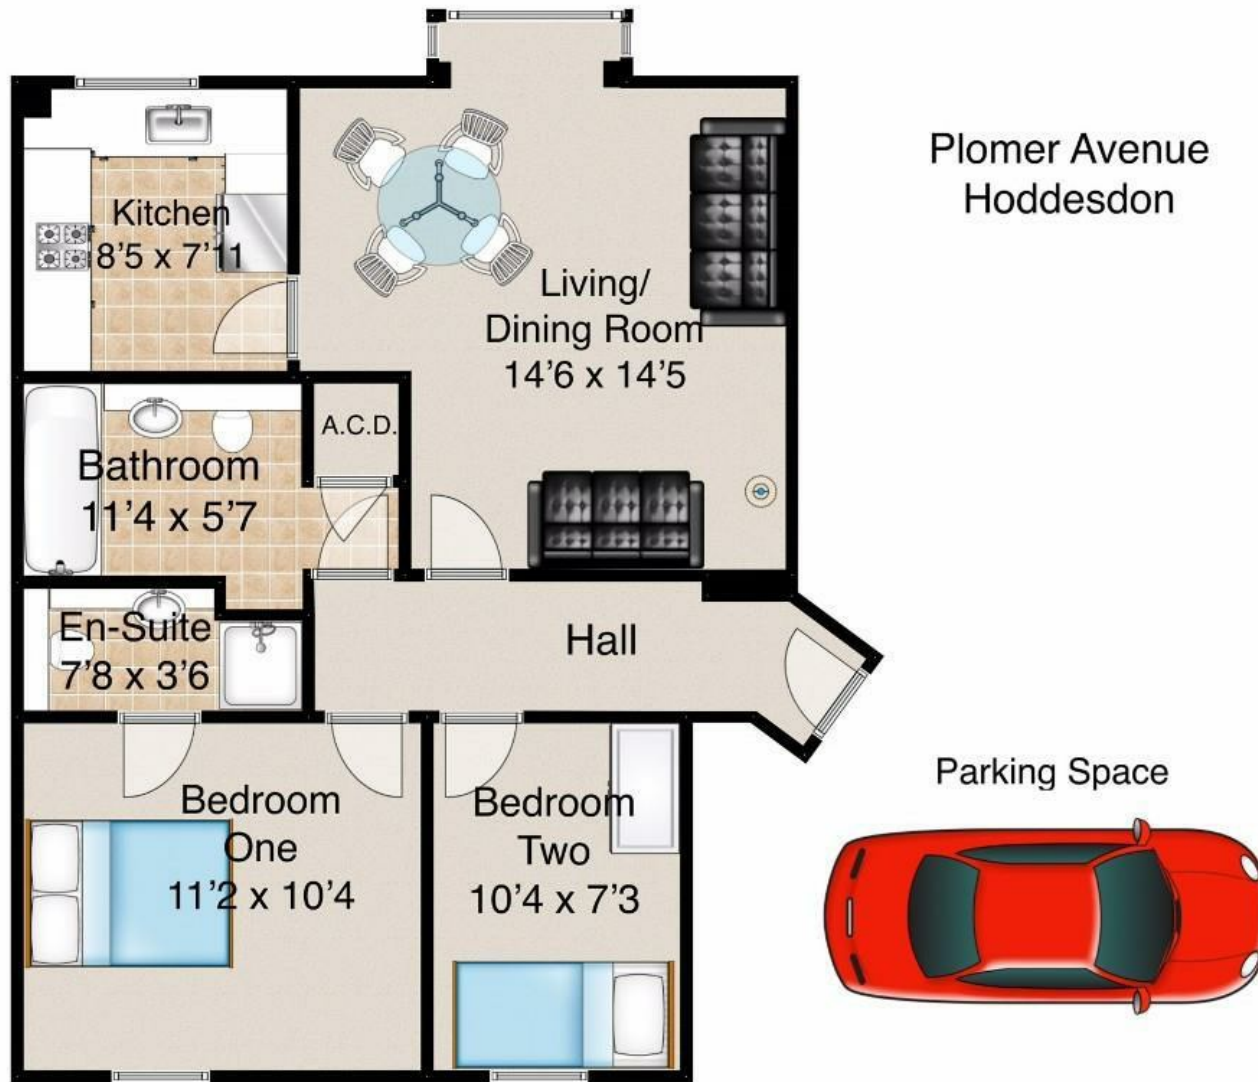 Plomer Avenue
Hoddesdon
Kitchen
8'5 x 7'11
Living/
Dining Room
14'6 x 14'5
A.C.D.
Bathroom
11'4 x 5'7
En-Suite
7'8 x 3'6
Hall
Bedroom
One
11'2 x 10'4
Bedroom
Two
10'4 x 7'3
Parking Space